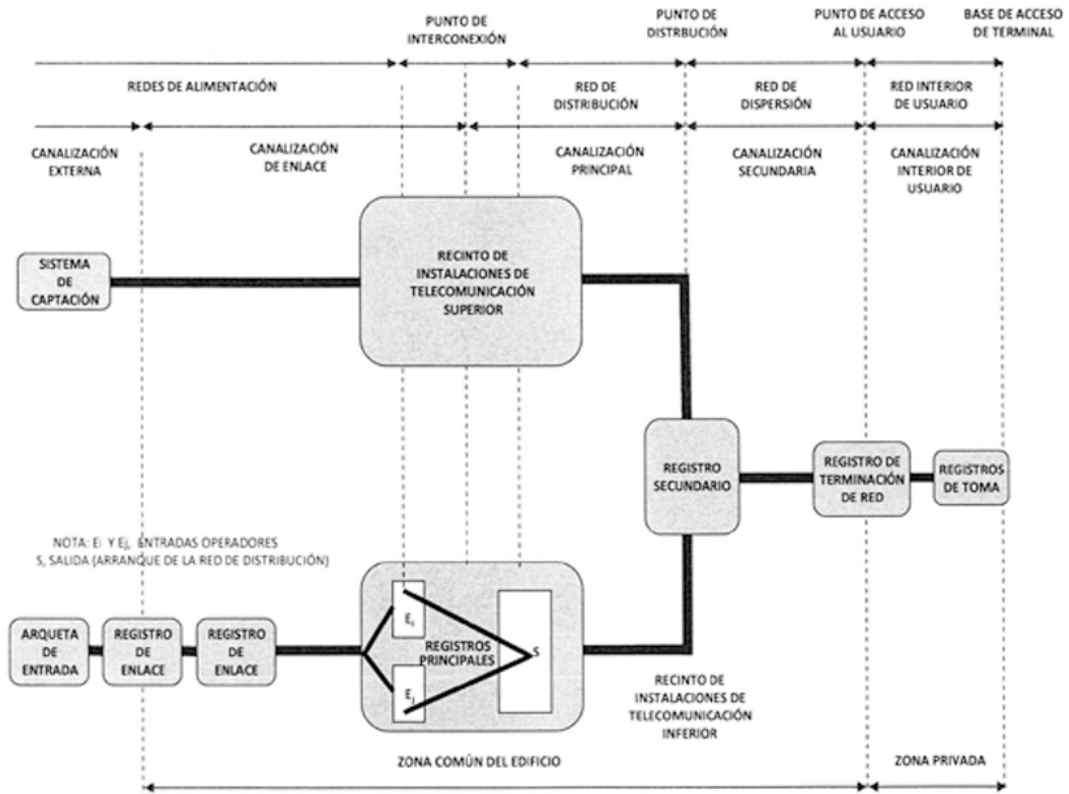 PUNTO DE
INTERCONEXIÓN
PUNTO DE
DISTRBUCIÓN
PUNTO DE ACCESO
AL USUARIO
BASE DE ACCESO
DE TERMINAL
REDES DE ALIMENTACIÓN
RED DE
DISTRIBUCIÓN
RED DE
DISPERSIÓN
RED INTERIOR
DE USUARIO
CANALIZACIÓN
EXTERNA
CANALIZACIÓN
DE ENLACE
CANALIZACIÓN
PRINCIPAL
CANALIZACIÓN
SECUNDARIA
CANALIZACIÓN
INTERIOR DE
USUARIO
SISTEMA
DE
CAPTACIÓN
RECINTO DE
INSTALACIONES DE
TELECOMUNICACIÓN
SUPERIOR
REGISTRO
SECUNDARIO
REGISTRO DE
TERMINACIÓN
DE RED
REGISTROS
DE TOMA
NOTA: Ei Y Ej, ENTRADAS OPERADORES
S, SALIDA (ARRANQUE DE LA RED DE DISTRIBUCIÓN)
ARQUETA
DE
ENTRADA
REGISTRO
DE
ENLACE
REGISTRO
DE
ENLACE
Ei
REGISTROS
PRINCIPALES
S
Ej
RECINTO DE
INSTALACIONES DE
TELECOMUNICACIÓN
INFERIOR
ZONA COMÚN DEL EDIFICIO
ZONA PRIVADA